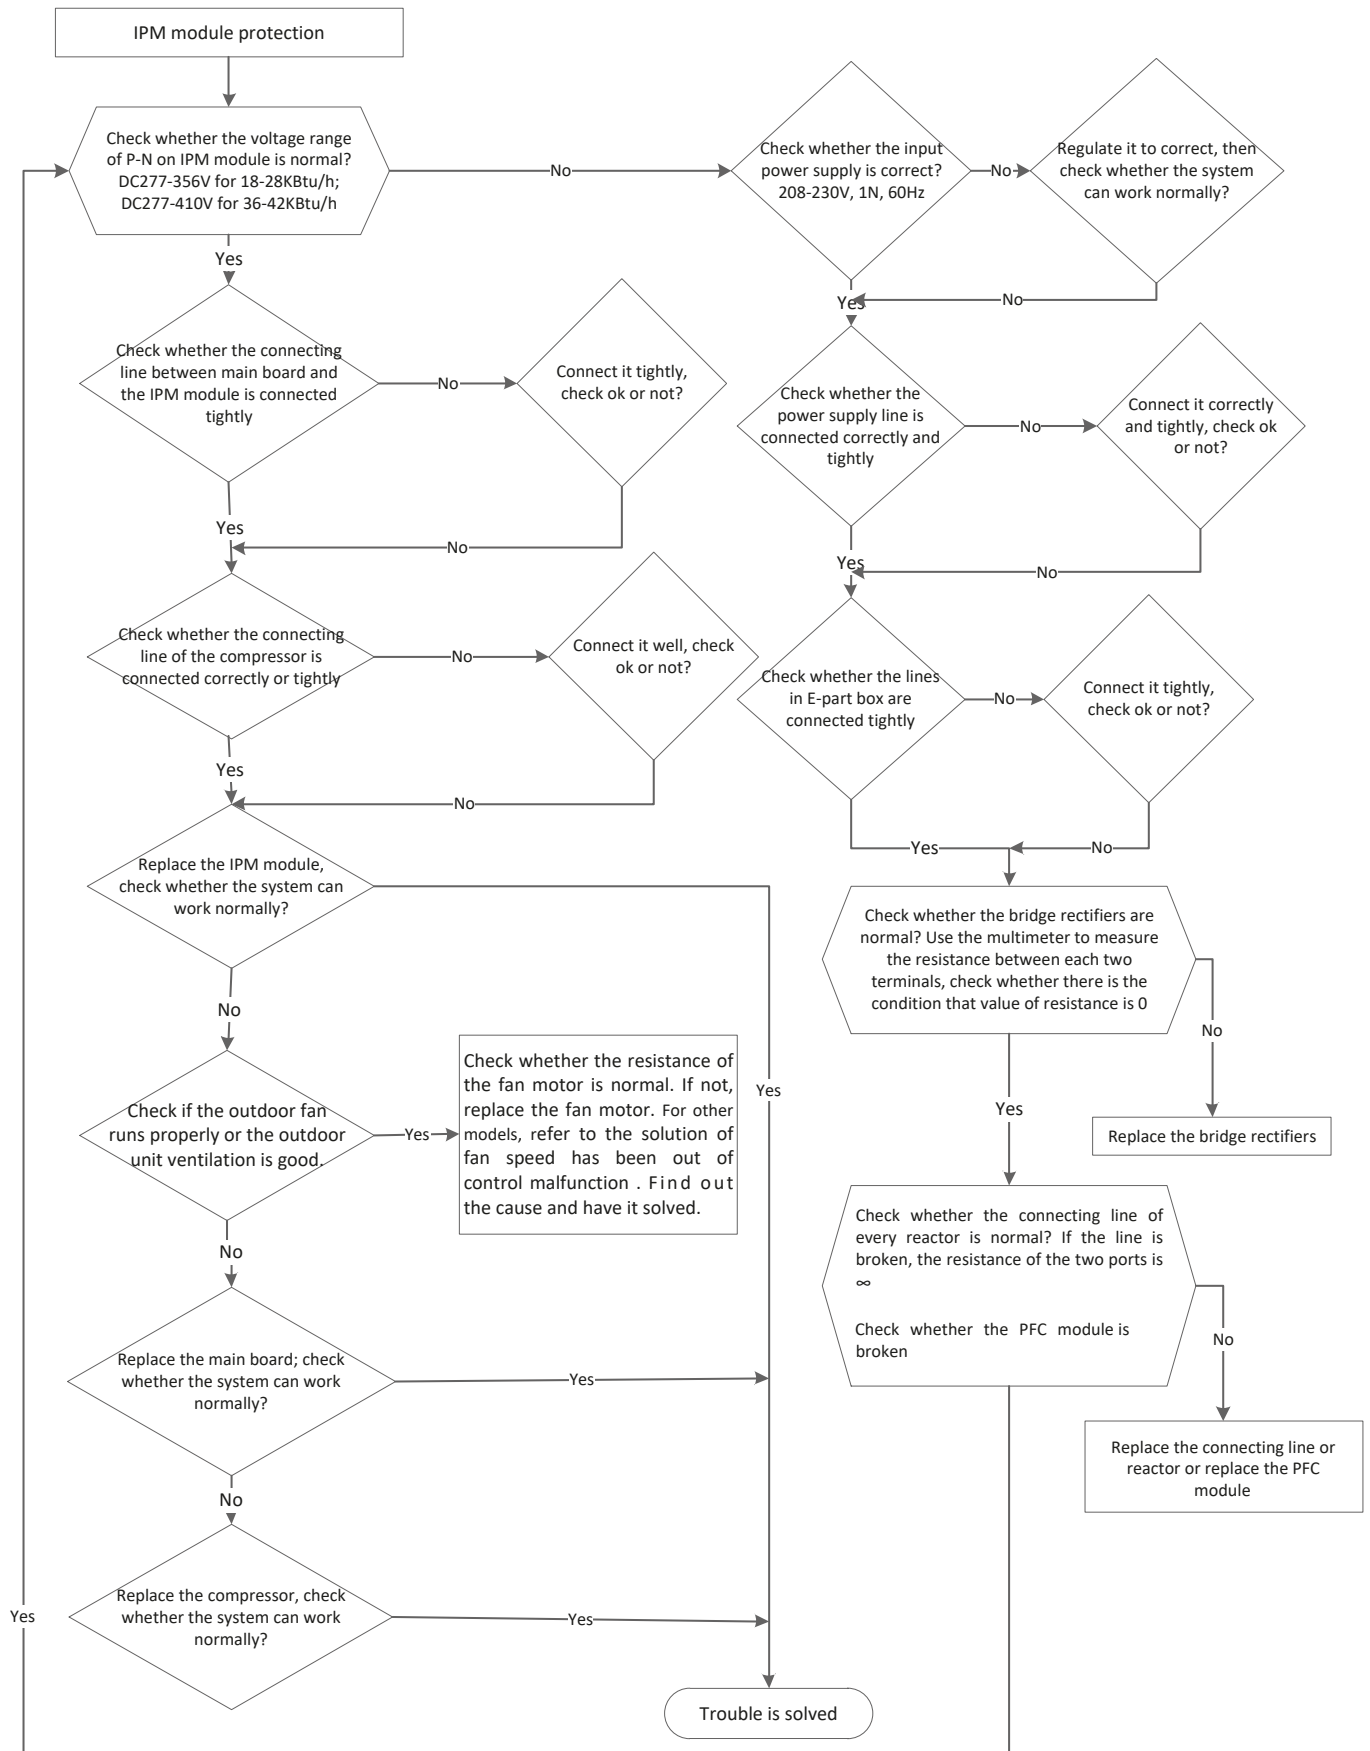 IPM module protection
Check whether the voltage range
of P-N on IPM module is normal?
DC277-356V for 18-28KBtu/h;
DC277-410V for 36-42KBtu/h
No
Check whether the input
power supply is correct?
208-230V, 1N, 60Hz
No
Regulate it to correct, then
check whether the system
can work normally?
Yes
Yes
No
Check whether the connecting
line between main board and
the IPM module is connected
tightly
No
Connect it tightly,
check ok or not?
Check whether the
power supply line is
connected correctly and
tightly
No
Connect it correctly
and tightly, check ok
or not?
Yes
No
Yes
No
Check whether the connecting
line of the compressor is
connected correctly or tightly
No
Connect it well, check
ok or not?
Check whether the lines
in E-part box are
connected tightly
No
Connect it tightly,
check ok or not?
Yes
No
Yes
No
Replace the IPM module,
check whether the system can
work normally?
Check whether the bridge rectifiers are
normal? Use the multimeter to measure
the resistance between each two
terminals, check whether there is the
condition that value of resistance is 0
No
No
Check if the outdoor fan
runs properly or the outdoor
unit ventilation is good.
Yes
Check whether the resistance of
the fan motor is normal. If not,
replace the fan motor. For other
models, refer to the solution of
fan speed has been out of
control malfunction . Find out
the cause and have it solved.
Yes
Yes
Replace the bridge rectifiers
No
Check whether the connecting line of
every reactor is normal? If the line is
broken, the resistance of the two ports is
∞
Check whether the PFC module is
broken
No
Replace the main board; check
whether the system can work
normally?
Yes
Replace the connecting line or
reactor or replace the PFC
module
No
Replace the compressor, check
whether the system can work
normally?
Yes
Yes
Trouble is solved